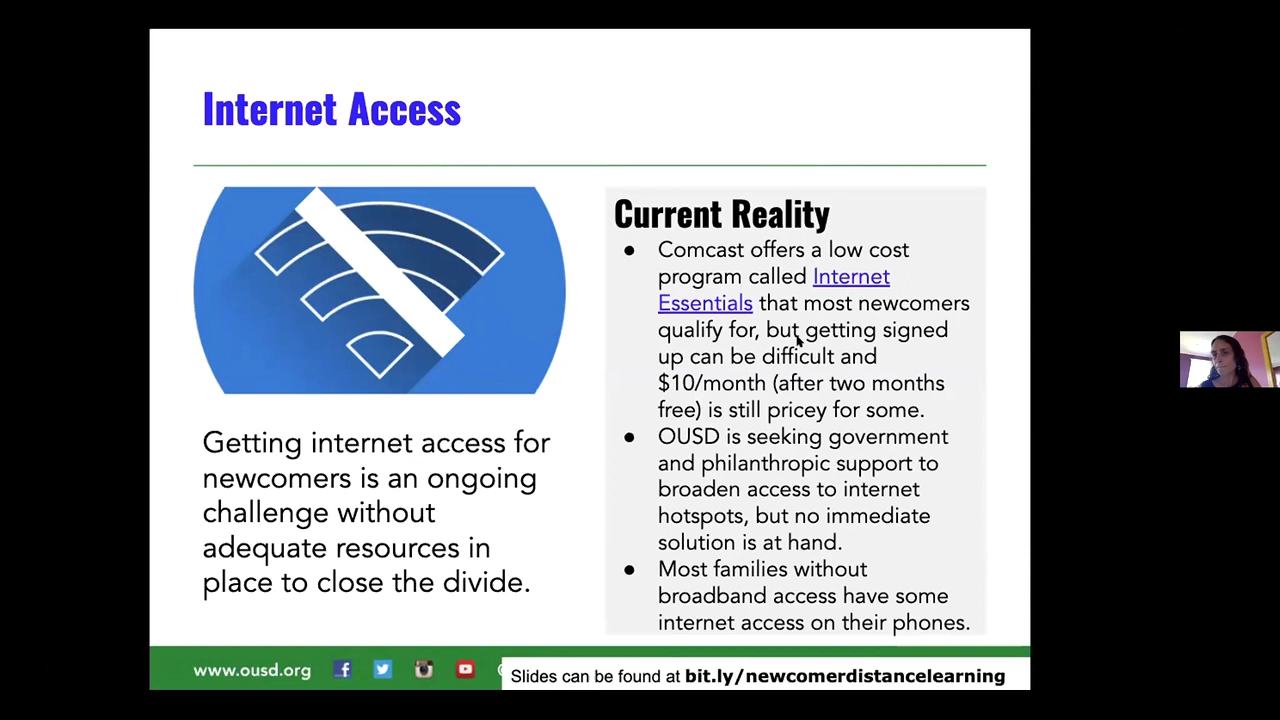 Internet Access
Getting internet access for
newcomers is an ongoing
challenge without
adequate resources in
place to close the divide.
Current Reality
● Comcast offers a low cost
program called Internet
Essentials that most newcomers
qualify for, but getting signed
up can be difficult and
$10/month (after two months
free) is still pricey for some.
● OUSD is seeking government
and philanthropic support to
broaden access to internet
hotspots, but no immediate
solution is at hand.
● Most families without
broadband access have some
internet access on their phones.
www.ousd.org
Slides can be found at bit.ly/newcomerdistancelearning